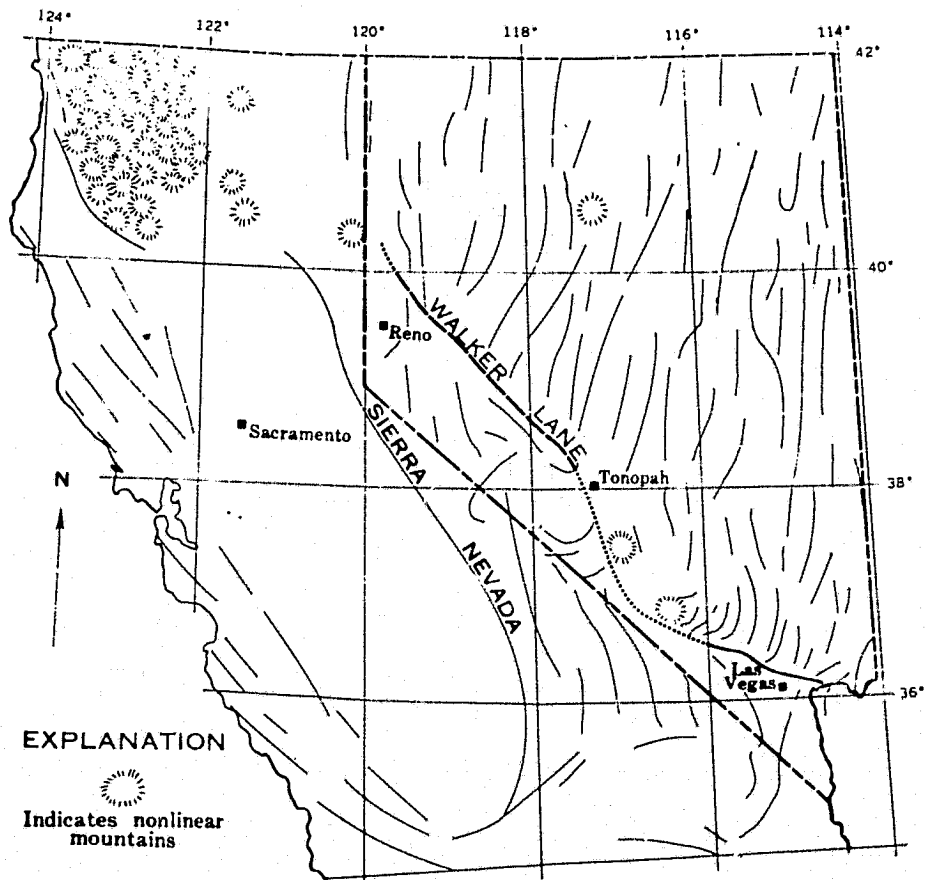 124° 122° 120° 118° 116° 114°
42°
40°
WALKER LANE
Reno
SIERRA NEVADA
Sacramento
Tonopah
N
38°
Las
Vegas
36°
EXPLANATION
Indicates nonlinear
mountains